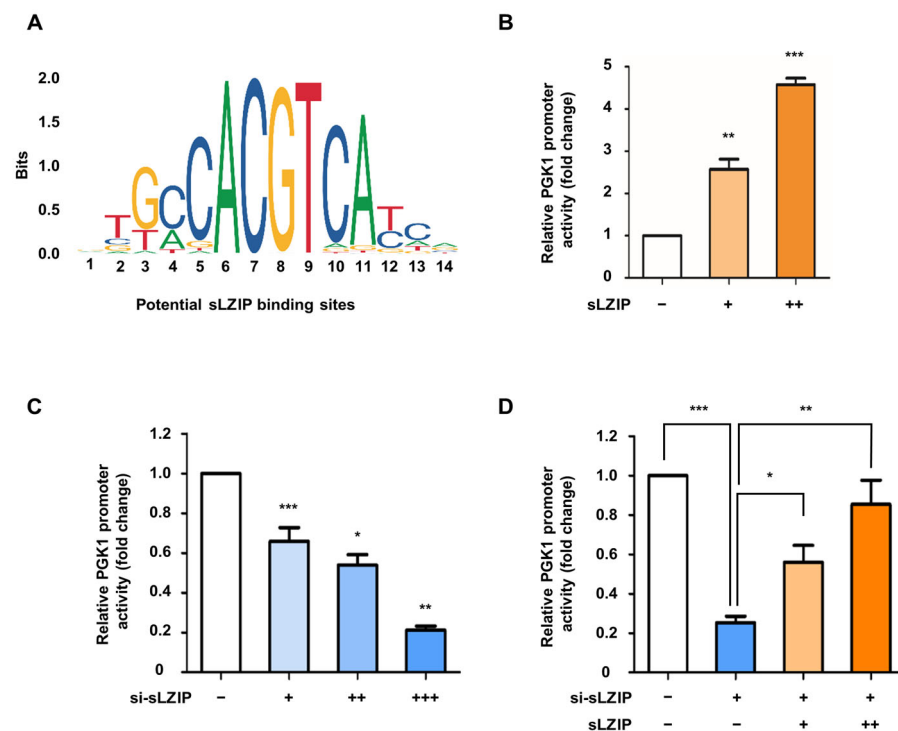 A
2.0
1.5
1.0
0.5
0.0
Bits
T G C C A C G T C A T C
C T A C
1 2 3 4 5 6 7 8 9 10 11 12 13 14
Potential sLZIP binding sites
B
Relative PGK1 promoter
activity (fold change)
5
4
3
2
1
0
**
***
sLZIP − + ++
C
Relative PGK1 promoter
activity (fold change)
1.2
1.0
0.8
0.6
0.4
0.2
0
***
*
**
si-sLZIP − + ++ +++
D
Relative PGK1 promoter
activity (fold change)
1.2
1.0
0.8
0.6
0.4
0.2
0
***
**
*
si-sLZIP − + + +
sLZIP − − + ++